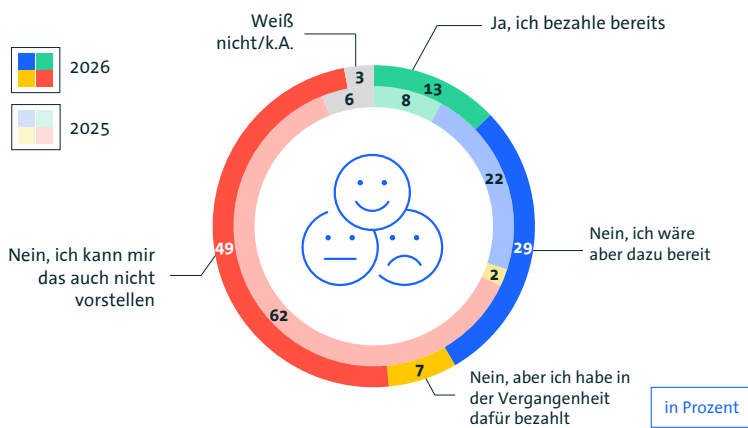 Weiß
nicht/k.A.
Ja, ich bezahle bereits
2026
2025
3
13
6
8
22
Nein, ich wäre
aber dazu bereit
29
49
Nein, ich kann mir
das auch nicht
vorstellen
2
62
7
Nein, aber ich habe in
der Vergangenheit
dafür bezahlt
in Prozent